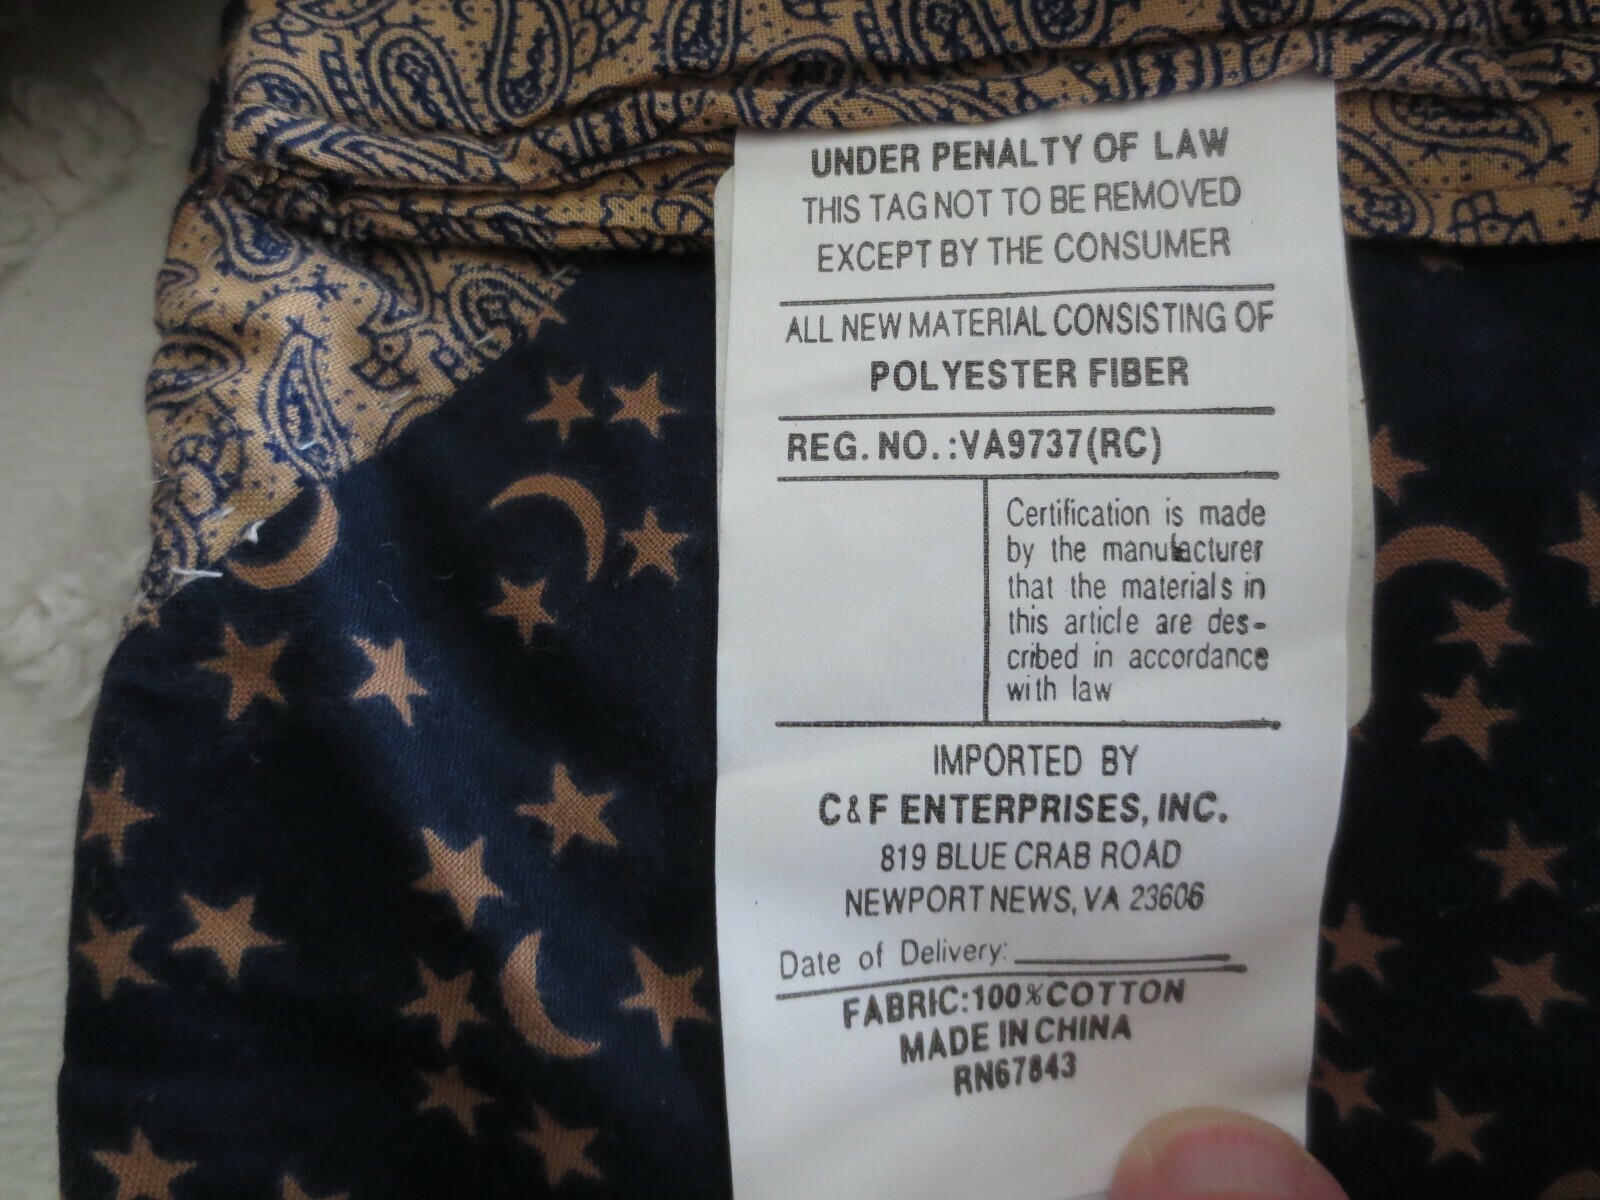 UNDER PENALTY OF LAW
THIS TAG NOT TO BE REMOVED
EXCEPT BY THE CONSUMER
ALL NEW MATERIAL CONSISTING OF
POLYESTER FIBER
REG. NO. :VA9737(RC)
Certification is made
by the manufacturer
that the materials in
this article are des-
cribed in accordance
with law
IMPORTED BY
C&F ENTERPRISES, INC.
819 BLUE CRAB ROAD
NEWPORT NEWS, VA 23606
Date of Delivery:
FABRIC:100%COTTON
MADE IN CHINA
RN67843